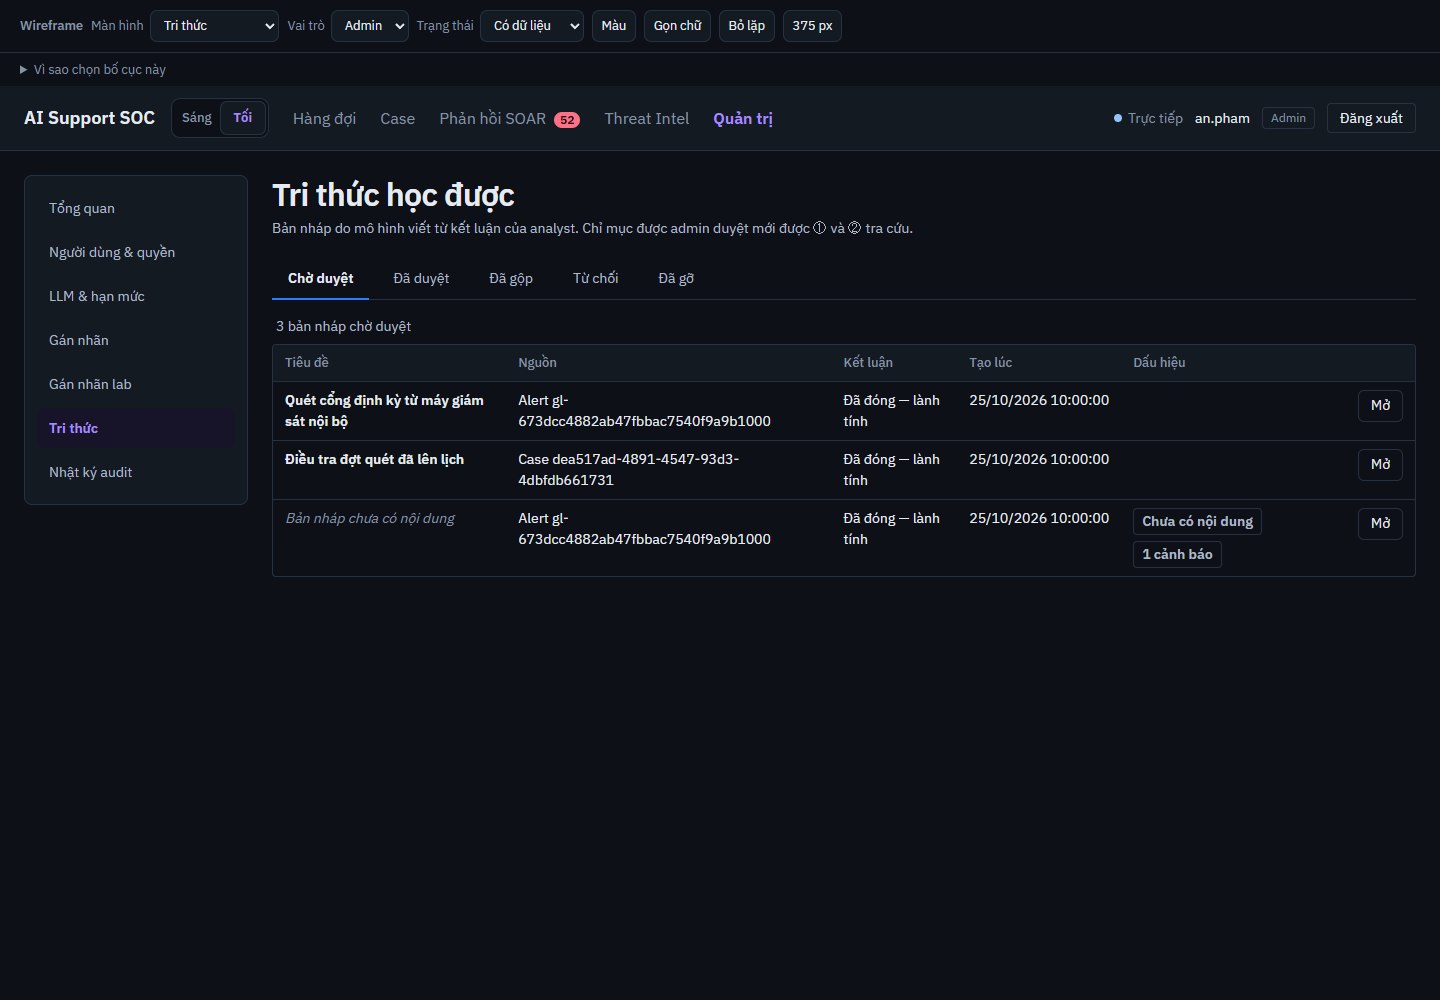 Wireframe Màn hình Tri thức Vai trò Admin Trạng thái Có dữ liệu Màu Gọn chữ Bỏ lặp 375 px
▶ Vì sao chọn bố cục này
AI Support SOC Sáng Tối Hàng đợi Case Phản hồi SOAR 52 Threat Intel Quản trị Trực tiếp an.pham Admin Đăng xuất
Tổng quan
Người dùng & quyền
LLM & hạn mức
Gán nhãn
Gán nhãn lab
Tri thức
Nhật ký audit
Tri thức học được
Bản nháp do mô hình viết từ kết luận của analyst. Chỉ mục được admin duyệt mới được ① và ② tra cứu.
Chờ duyệt Đã duyệt Đã gộp Từ chối Đã gỡ
3 bản nháp chờ duyệt
Tiêu đề Nguồn Kết luận Tạo lúc Dấu hiệu
Quét cổng định kỳ từ máy giám sát nội bộ
Alert gl-673dcc4882ab47fbbac7540f9a9b1000
Đã đóng — lành tính
25/10/2026 10:00:00
Mở
Điều tra đợt quét đã lên lịch
Case dea517ad-4891-4547-93d3-4dbfdb661731
Đã đóng — lành tính
25/10/2026 10:00:00
Mở
Bản nháp chưa có nội dung
Alert gl-673dcc4882ab47fbbac7540f9a9b1000
Đã đóng — lành tính
25/10/2026 10:00:00
Chưa có nội dung
1 cảnh báo
Mở